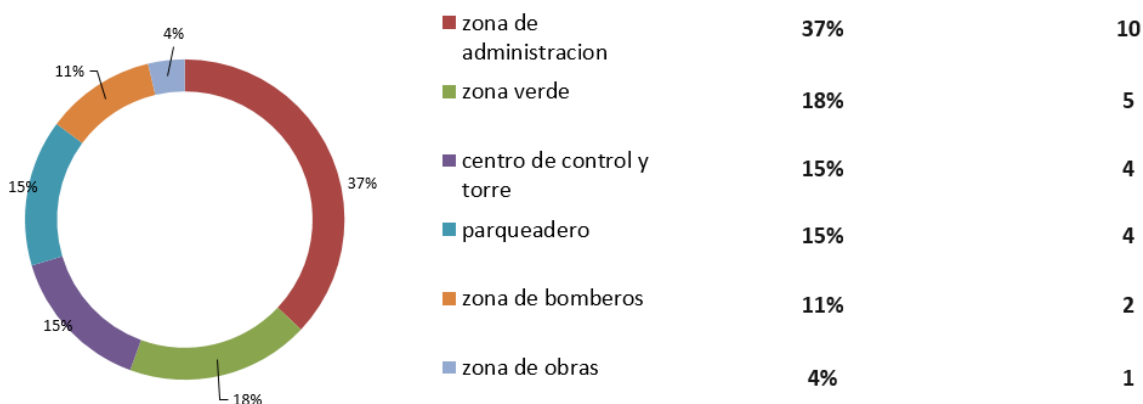 4%
11%
15%
37%
15%
18%
zona de
administracion
37%
10
zona verde
18%
5
centro de control y
torre
15%
4
parqueadero
15%
4
zona de bomberos
11%
2
zona de obras
4%
1